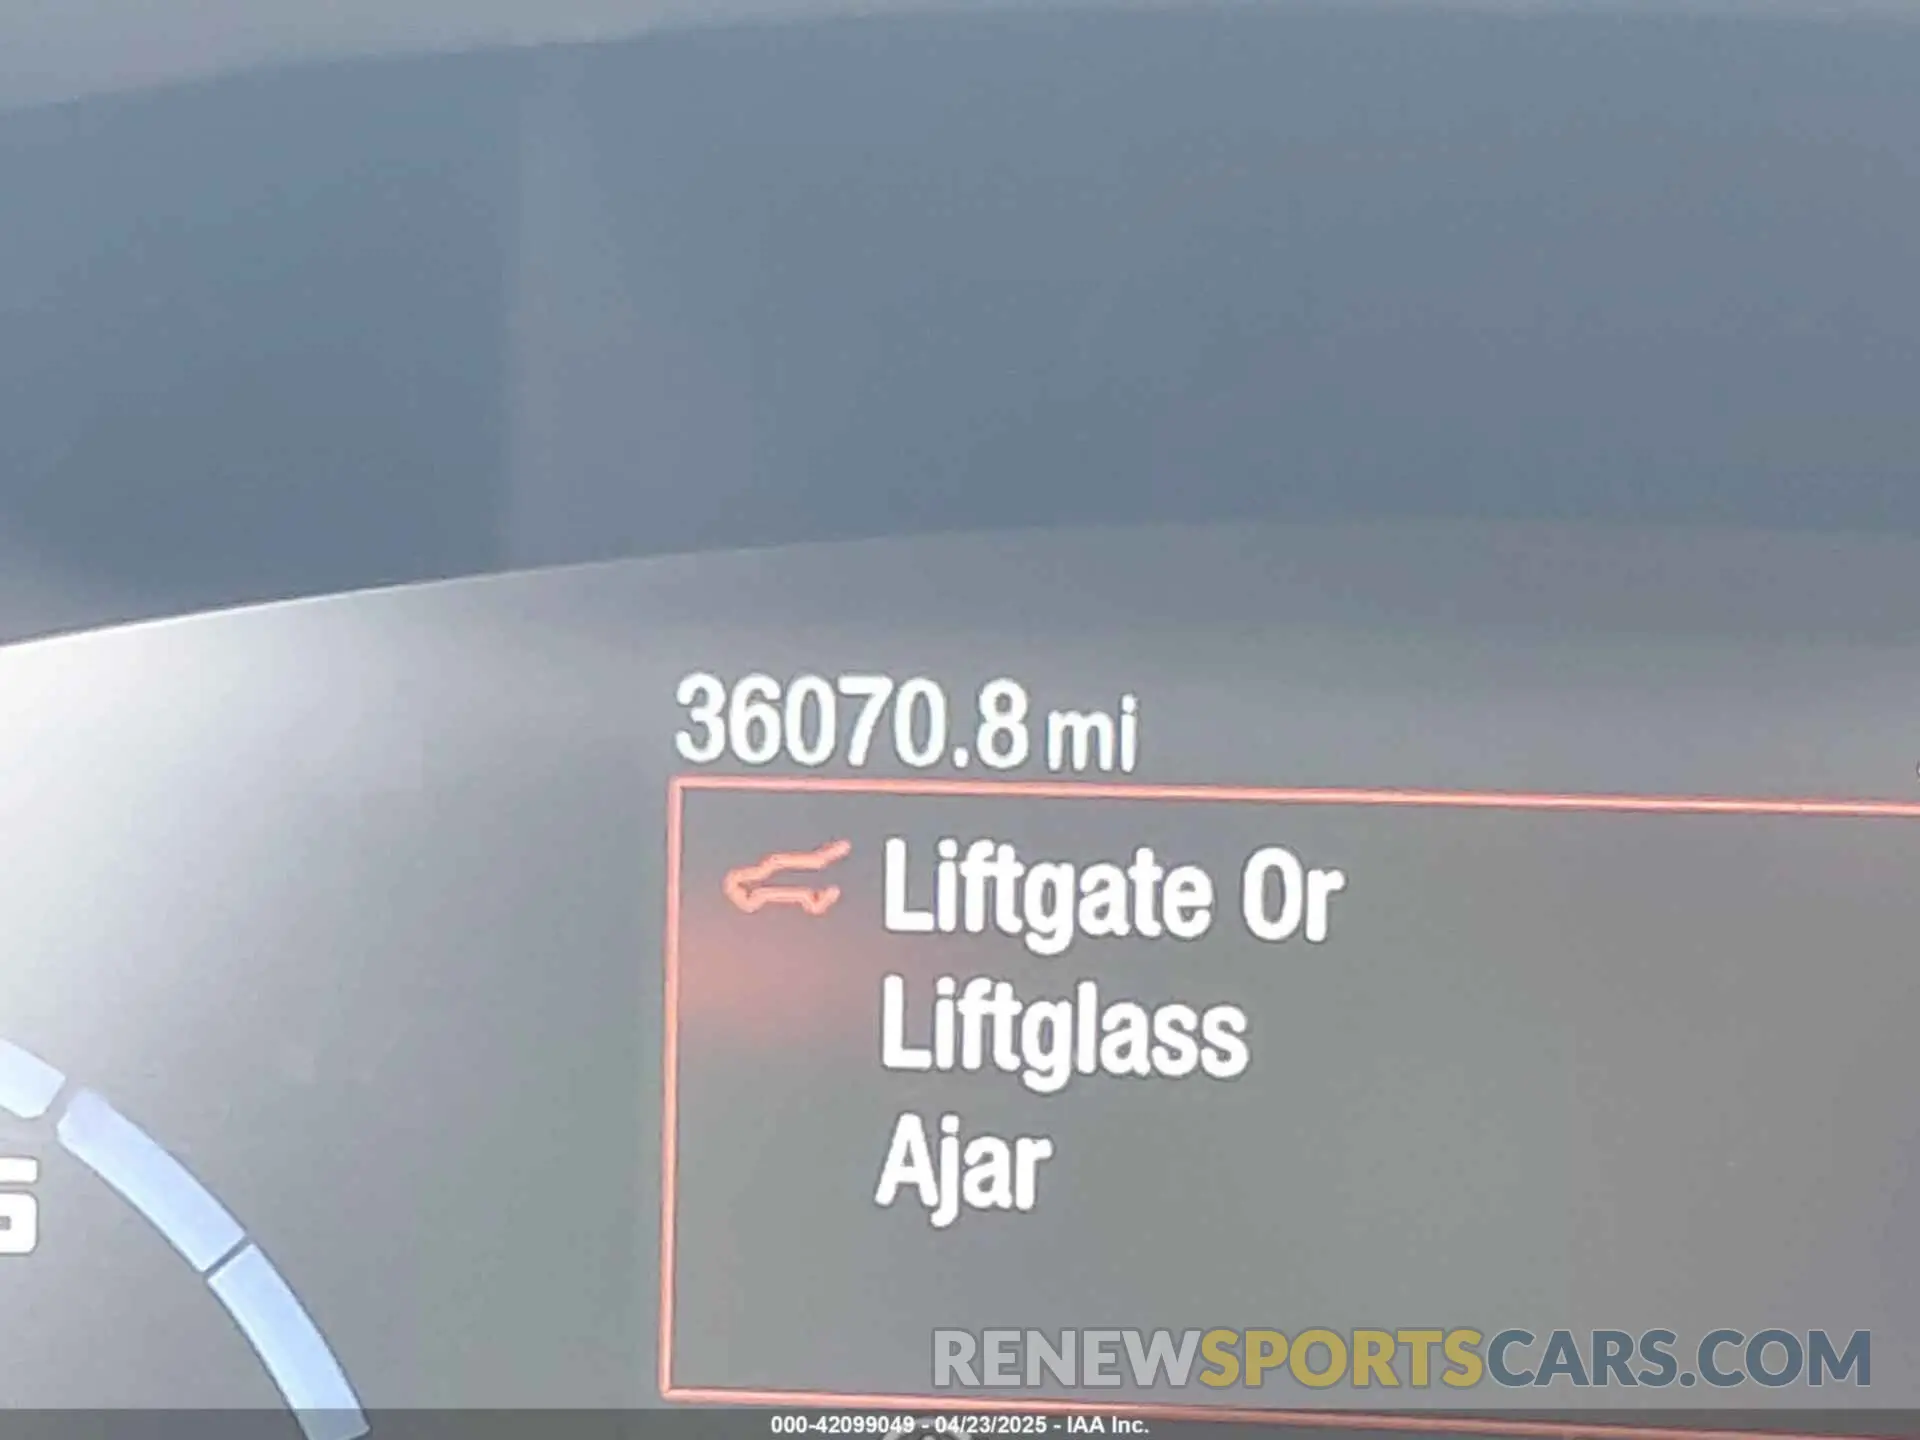 36070.8 mi
Liftgate Or
Liftglass
Ajar
RENEWSPORTSCARS.COM
000-42099049 - 04/23/2025 - IAA Inc.